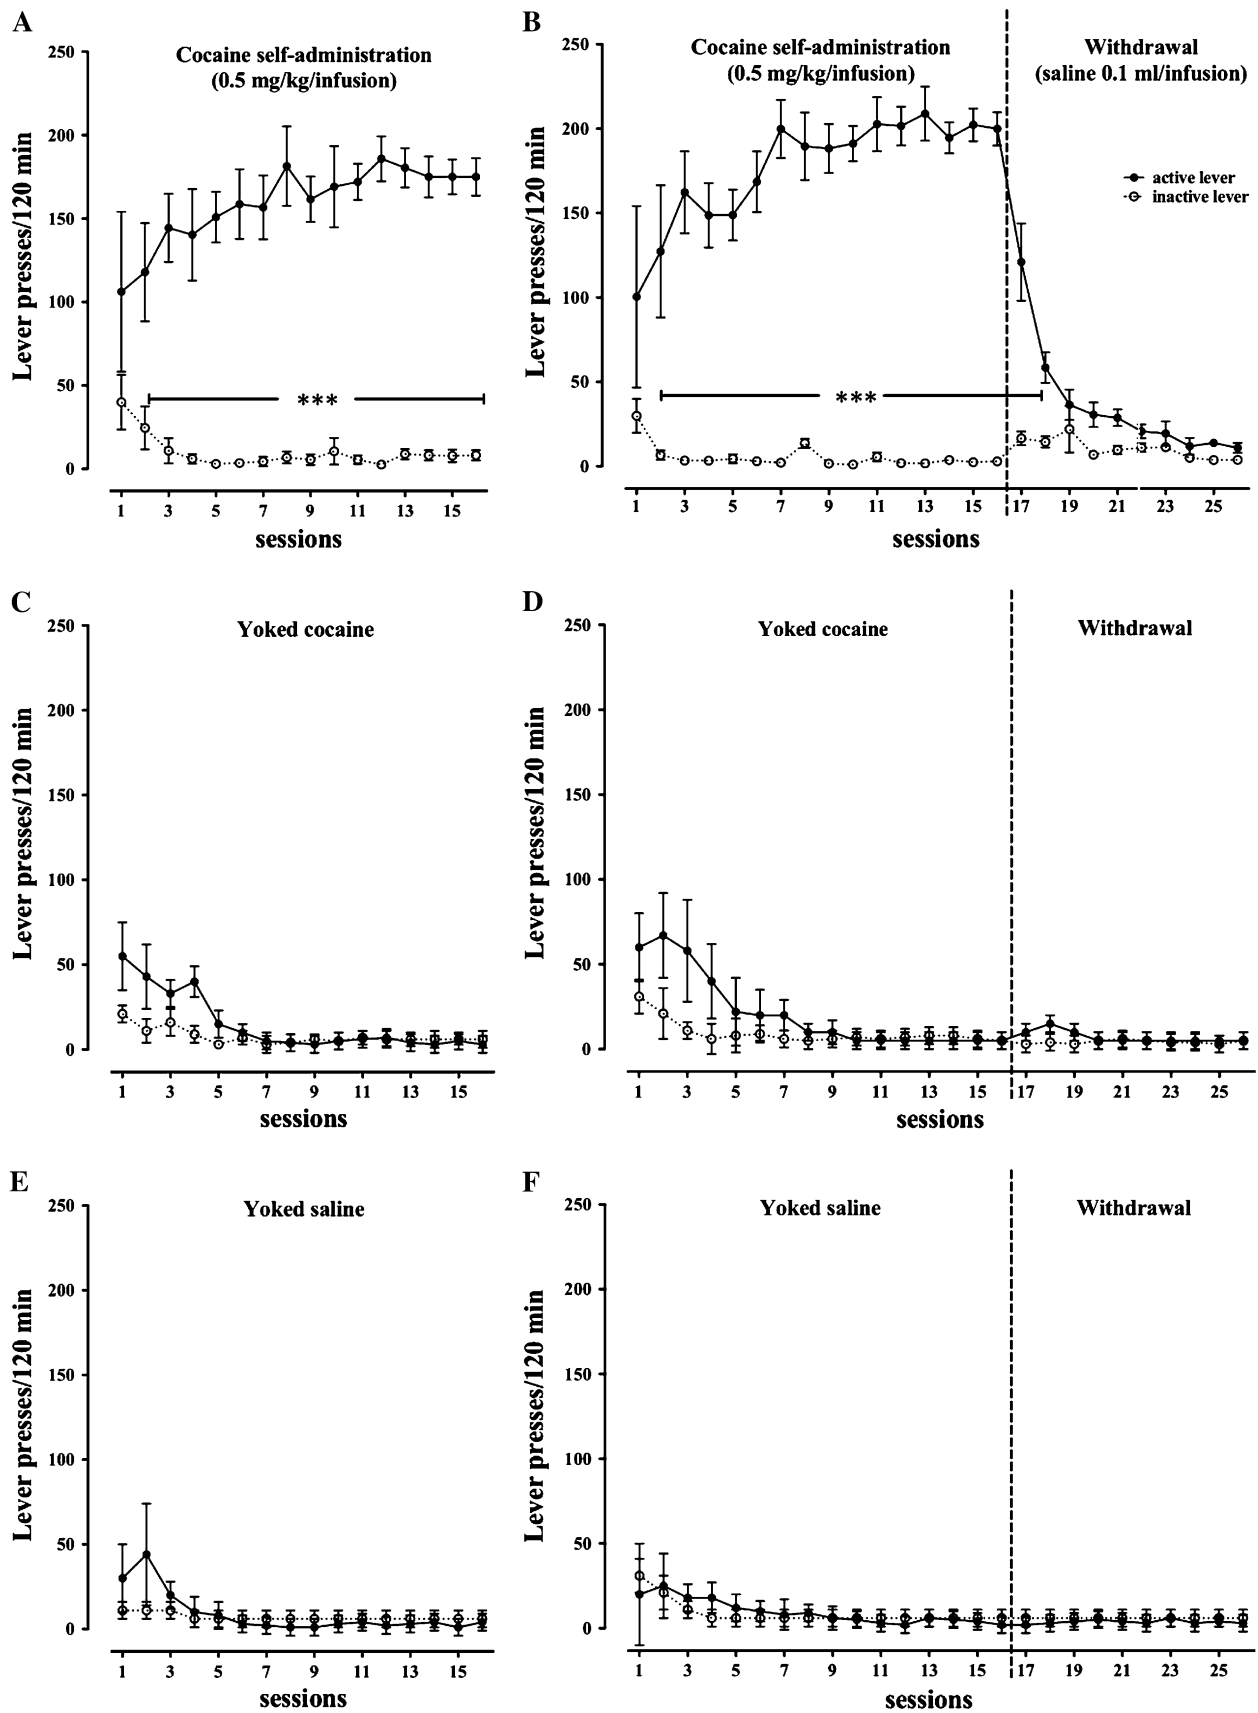 A
Cocaine self-administration
(0.5 mg/kg/infusion)
Lever presses/120 min
250
200
150
100
50
0
***
1 3 5 7 9 11 13 15
sessions
B
Cocaine self-administration
(0.5 mg/kg/infusion)
Withdrawal
(saline 0.1 ml/infusion)
active lever
inactive lever
Lever presses/120 min
250
200
150
100
50
0
***
1 3 5 7 9 11 13 15 17 19 21 23 25
sessions
C
Yoked cocaine
Lever presses/120 min
250
200
150
100
50
0
1 3 5 7 9 11 13 15
sessions
D
Yoked cocaine
Withdrawal
Lever presses/120 min
250
200
150
100
50
0
1 3 5 7 9 11 13 15 17 19 21 23 25
sessions
E
Yoked saline
Lever presses/120 min
250
200
150
100
50
0
1 3 5 7 9 11 13 15
sessions
F
Yoked saline
Withdrawal
Lever presses/120 min
250
200
150
100
50
0
1 3 5 7 9 11 13 15 17 19 21 23 25
sessions